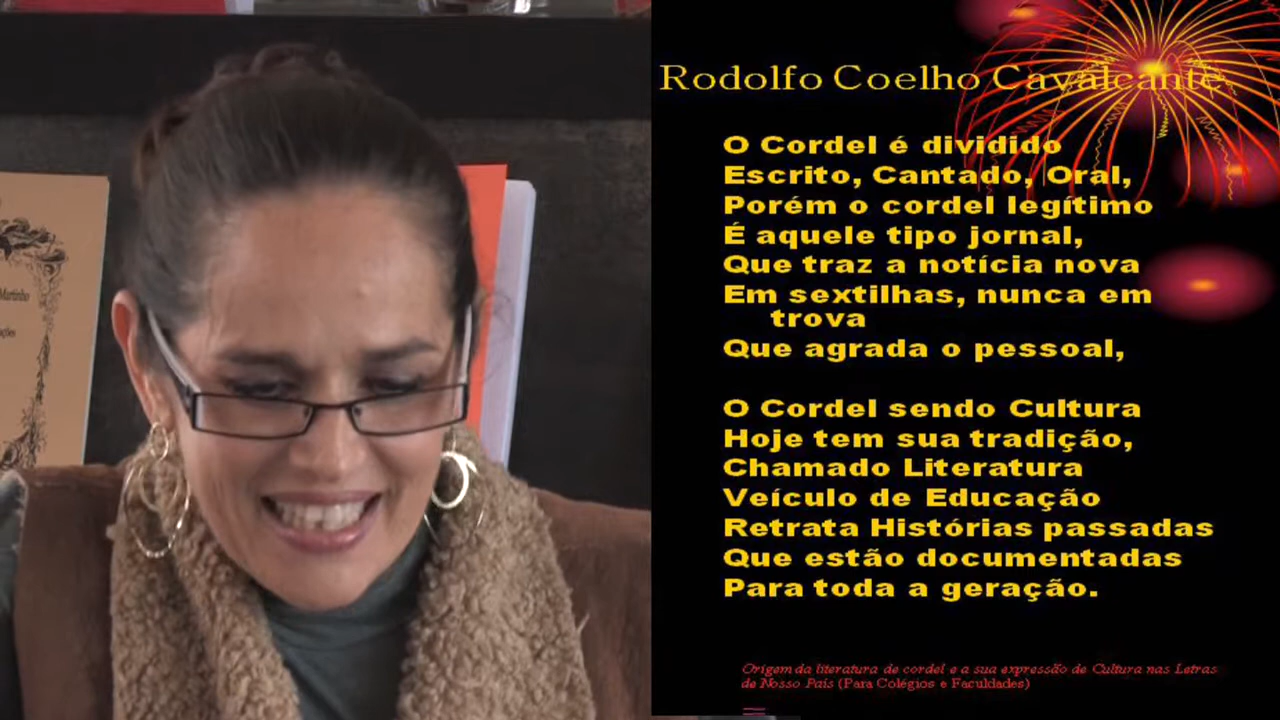 Martinho
Rodolfo Coelho Cavalcante
O Cordel é dividido
Escrito, Cantado, Oral,
Porém o cordel legítimo
É aquele tipo jornal,
Que traz a notícia nova
Em sextilhas, nunca em
trova
Que agrada o pessoal,
O Cordel sendo Cultura
Hoje tem sua tradição,
Chamado Literatura
Veículo de Educação
Retrata Histórias passadas
Que estão documentadas
Para toda a geração.
Origem da literatura de cordel e a sua expressão de Cultura nas Letras
de Nosso País (Para Colégios e Faculdades)